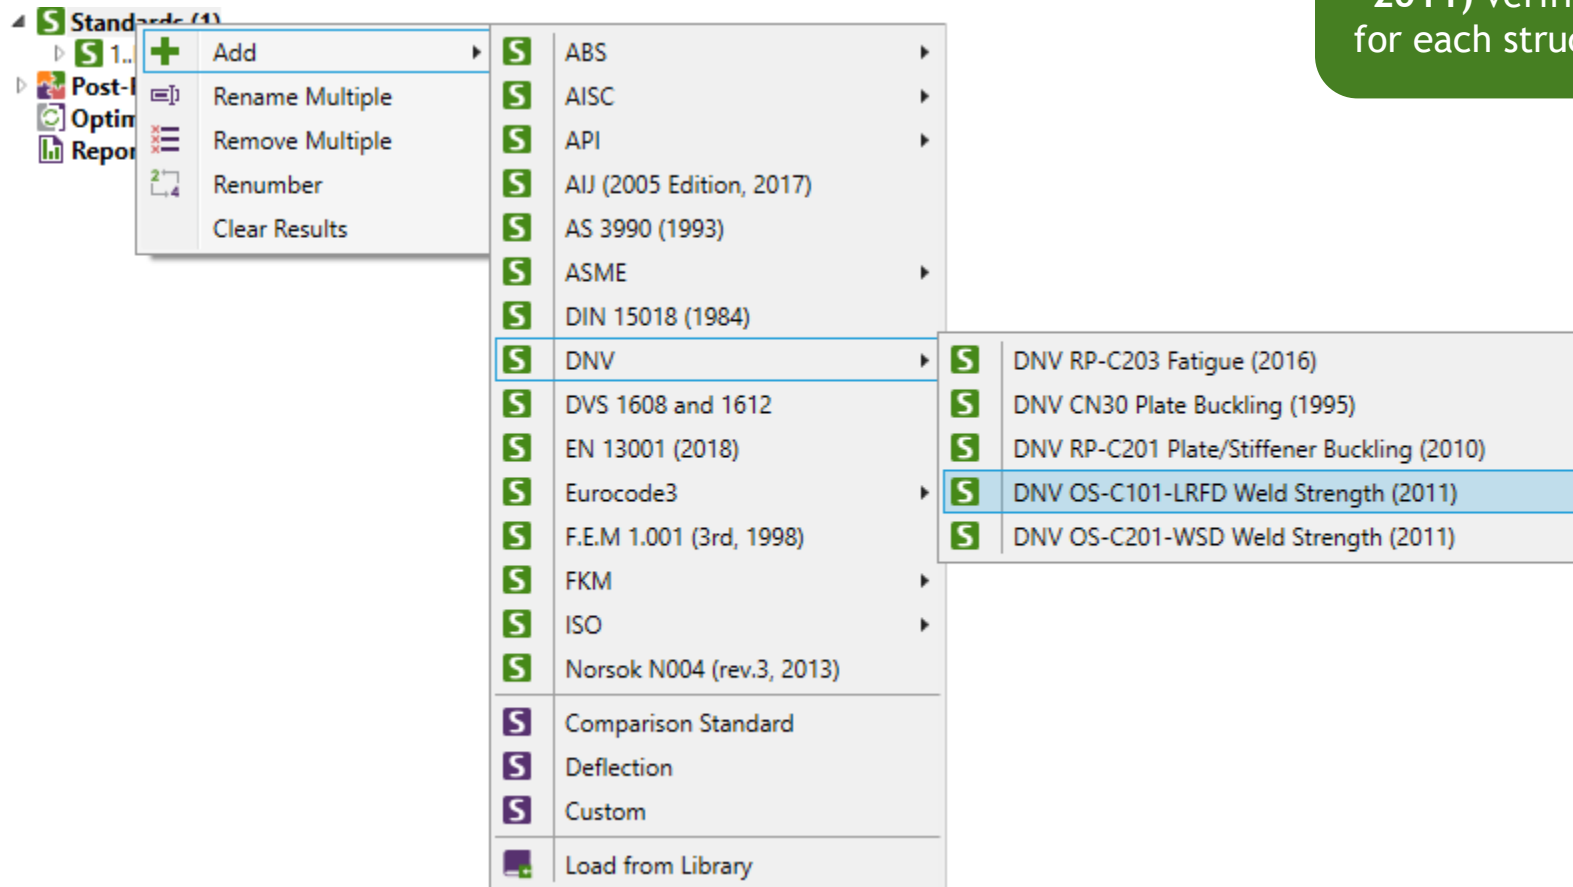 2011) verif
for each struc
Standards (1)
1..
Post-P
Optim
Repor
Add
Rename Multiple
Remove Multiple
Renumber
Clear Results
ABS
AISC
API
AIJ (2005 Edition, 2017)
AS 3990 (1993)
ASME
DIN 15018 (1984)
DNV
DVS 1608 and 1612
EN 13001 (2018)
Eurocode3
F.E.M 1.001 (3rd, 1998)
FKM
ISO
Norsok N004 (rev.3, 2013)
Comparison Standard
Deflection
Custom
Load from Library
DNV RP-C203 Fatigue (2016)
DNV CN30 Plate Buckling (1995)
DNV RP-C201 Plate/Stiffener Buckling (2010)
DNV OS-C101-LRFD Weld Strength (2011)
DNV OS-C201-WSD Weld Strength (2011)